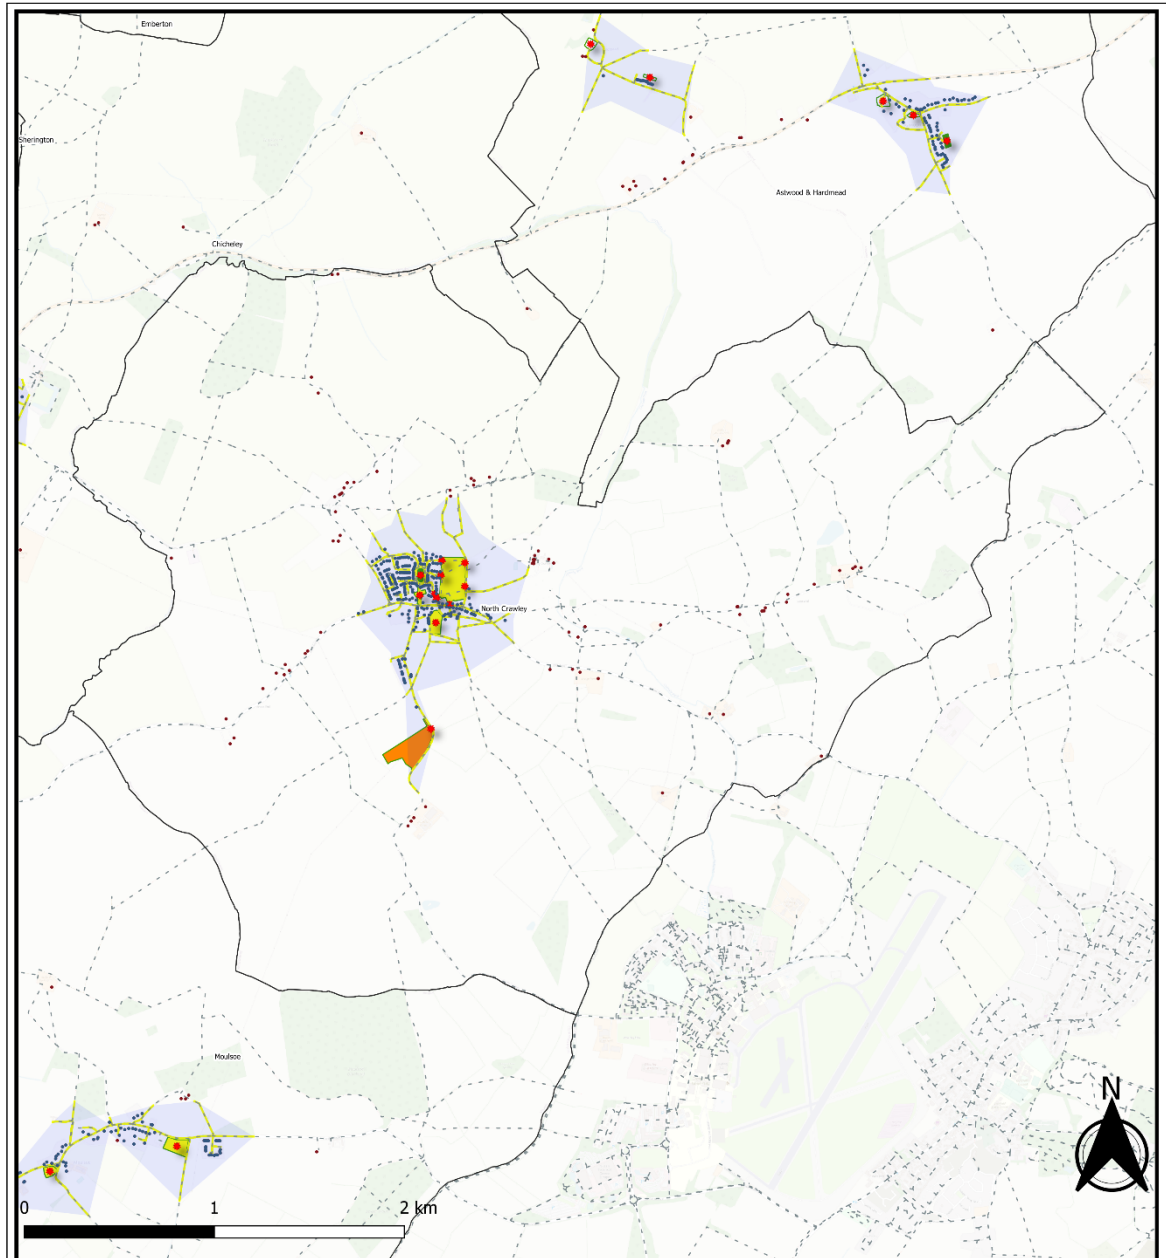 Emberton
Sherington
Astwood & Hardmead
Chicheley
North Crawley
Moulsoe
N
0 1 2 km